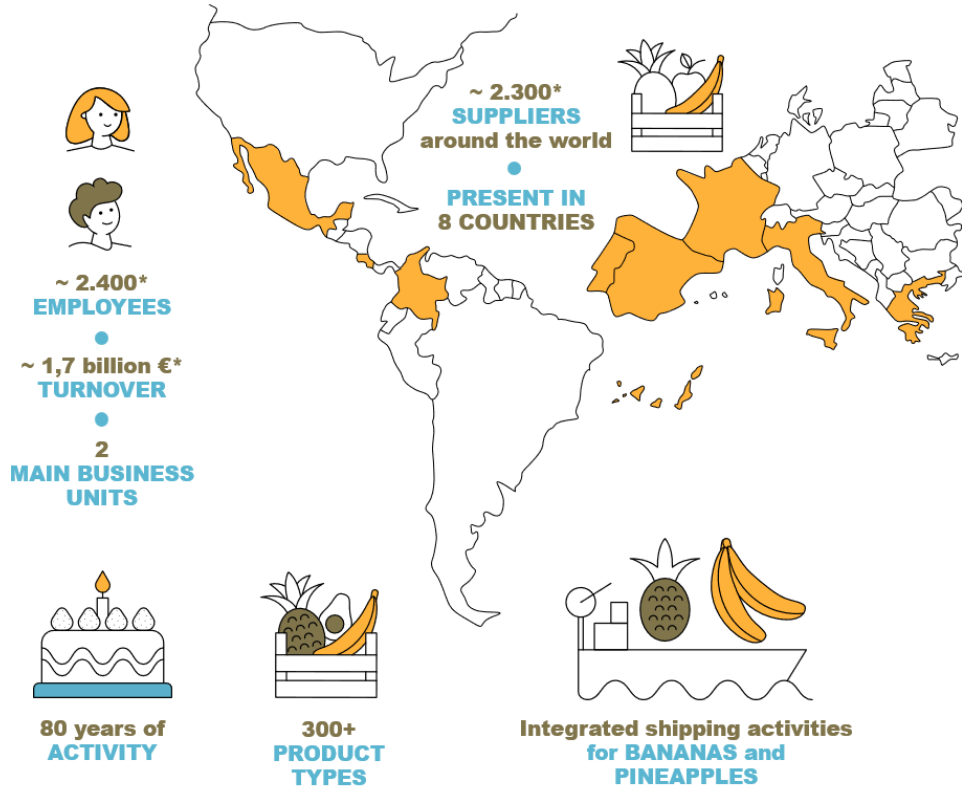 ~ 2.300*
SUPPLIERS
around the world
PRESENT IN
8 COUNTRIES
~ 2.400*
EMPLOYEES
~ 1,7 billion €*
TURNOVER
2
MAIN BUSINESS
UNITS
80 years of
ACTIVITY
300+
PRODUCT
TYPES
Integrated shipping activities
for BANANAS and
PINEAPPLES